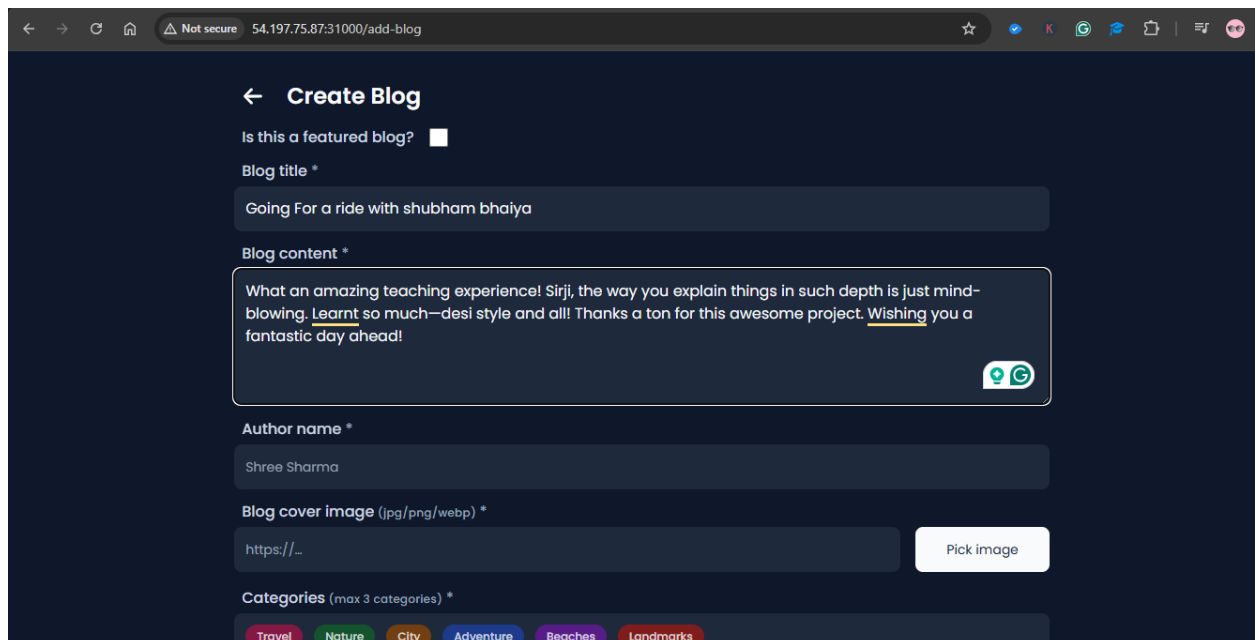 Not secure 54.197.75.87:31000/add-blog
K
Create Blog
Is this a featured blog?
Blog title *
Going For a ride with shubham bhaiya
Blog content *
What an amazing teaching experience! Sirji, the way you explain things in such depth is just mind-
blowing. Learnt so much—desi style and all! Thanks a ton for this awesome project. Wishing you a
fantastic day ahead!
Author name *
Shree Sharma
Blog cover image (jpg/png/webp) *
https://… Pick image
Categories (max 3 categories) *
Travel Nature City Adventure Beaches Landmarks